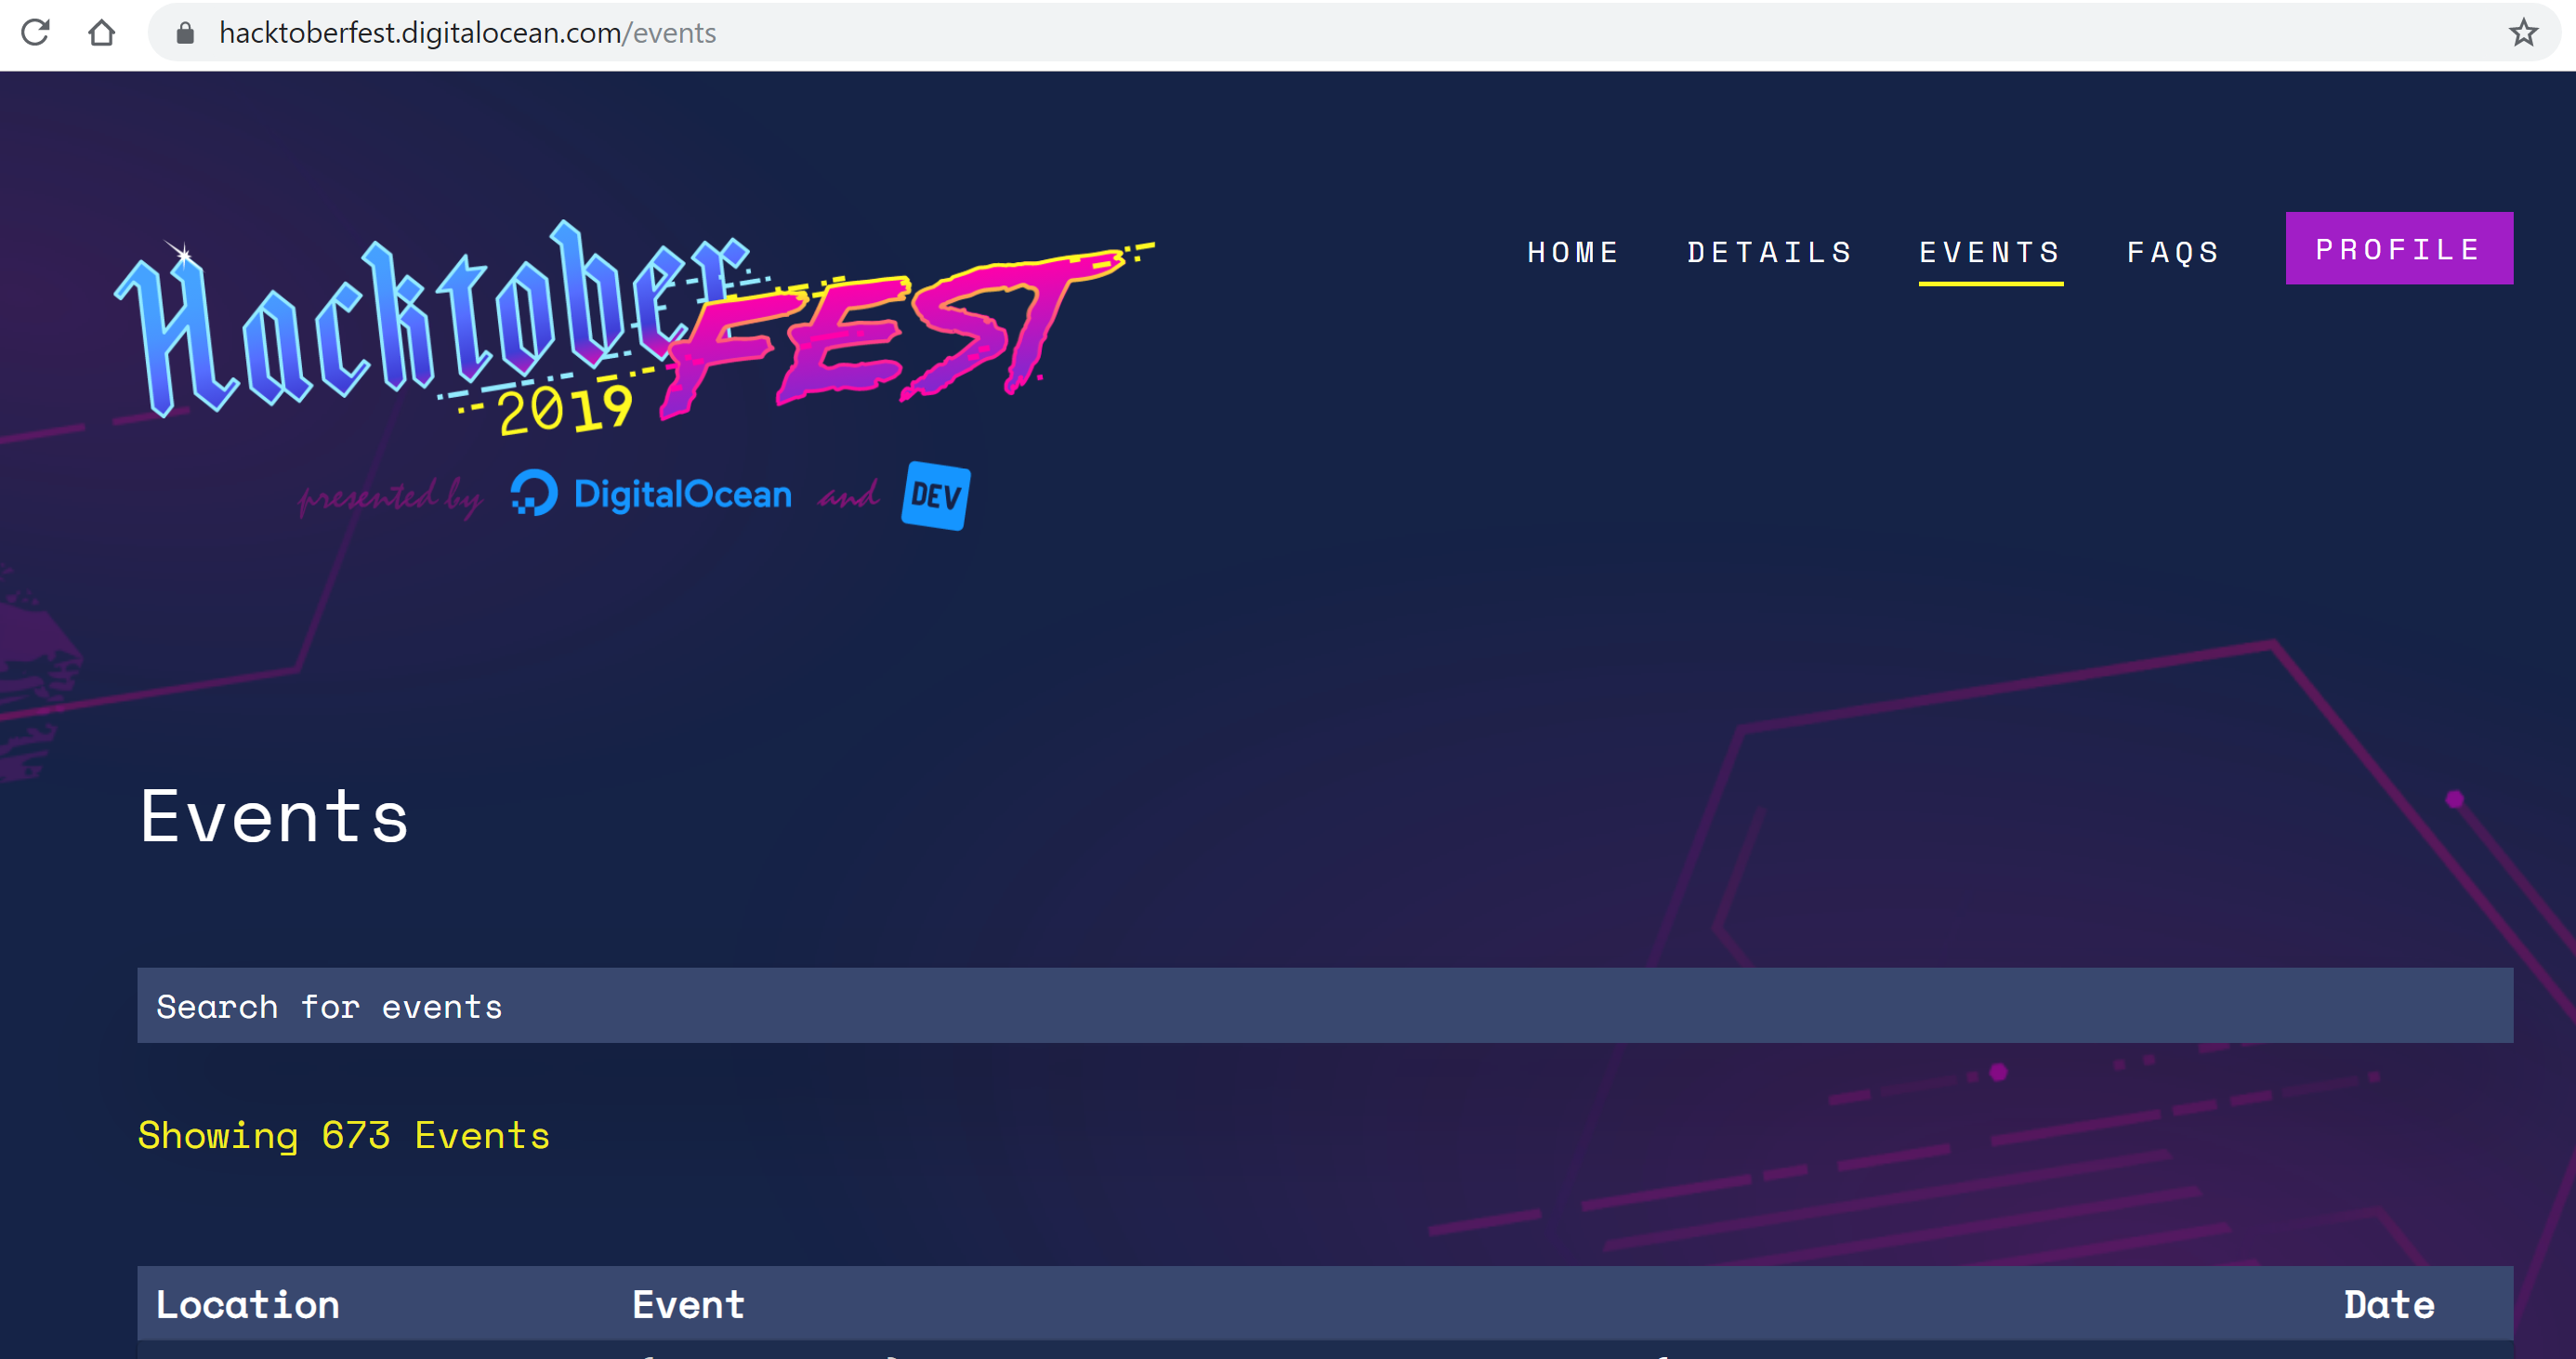 hacktoberfest.digitalocean.com/events
Hacktober FEST
2019
presented by DigitalOcean and DEV
HOME DETAILS EVENTS FAQS PROFILE
Events
Search for events
Showing 673 Events
Location Event Date